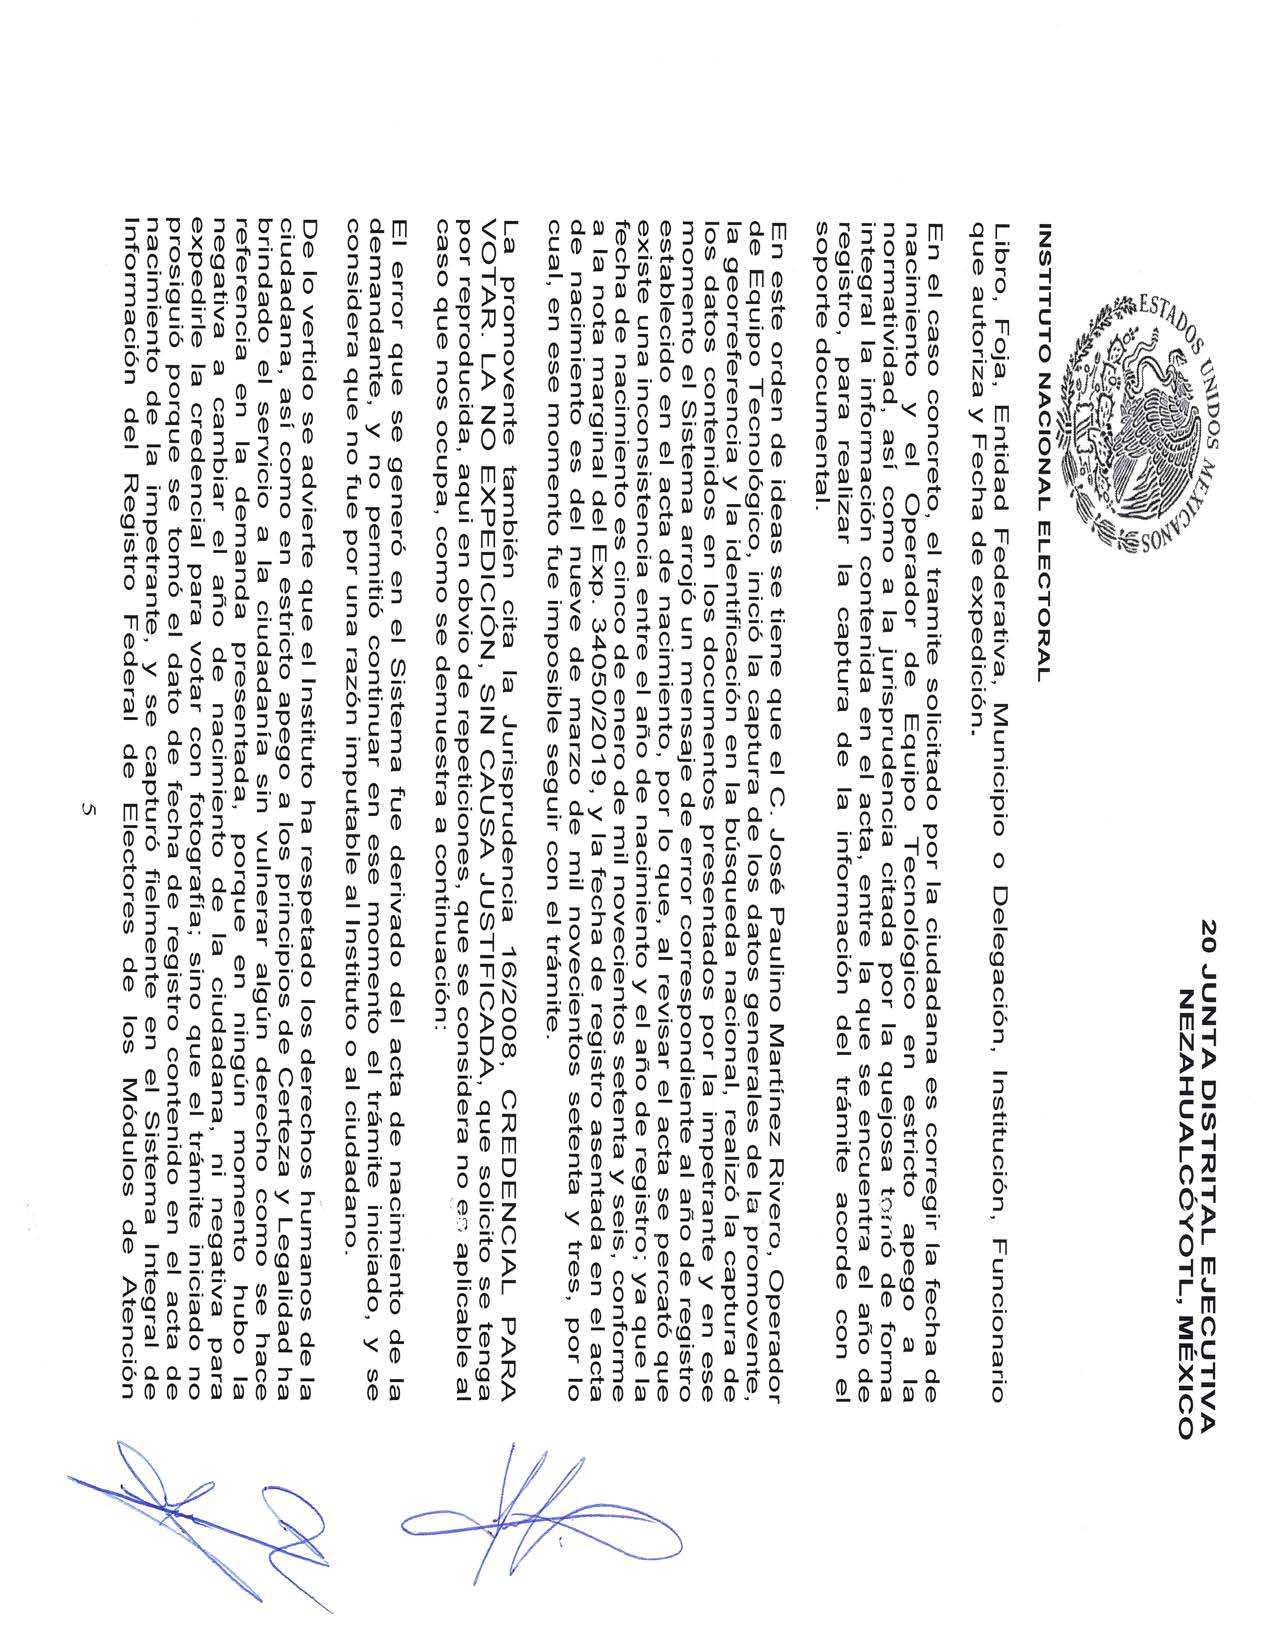 ESTADOS UNIDOS MEXICANOS
20 JUNTA DISTRITAL EJECUTIVA
NEZAHUALCÓYOTL, MÉXICO
INSTITUTO NACIONAL ELECTORAL
Libro, Foja, Entidad Federativa, Municipio o Delegación, Institución, Funcionario
que autoriza y Fecha de expedición.
En el caso concreto, el tramite solicitado por la ciudadana es corregir la fecha de
nacimiento y el Operador de Equipo Tecnológico en estricto apego a la
normatividad, así como a la jurisprudencia citada por la quejosa tomó de forma
integral la información contenida en el acta, entre la que se encuentra el año de
registro, para realizar la captura de la información del trámite acorde con el
soporte documental.
En este orden de ideas se tiene que el C. José Paulino Martínez Rivero, Operador
de Equipo Tecnológico, inició la captura de los datos generales de la promovente,
la georreferencia y la identificación en la búsqueda nacional, realizó la captura de
los datos contenidos en los documentos presentados por la impetrante y en ese
momento el Sistema arrojó un mensaje de error correspondiente al año de registro
establecido en el acta de nacimiento, por lo que, al revisar el acta se percató que
existe una inconsistencia entre el año de nacimiento y el año de registro; ya que la
fecha de nacimiento es cinco de enero de mil novecientos setenta y seis, conforme
a la nota marginal del Exp. 34050/2019, y la fecha de registro asentada en el acta
de nacimiento es del nueve de marzo de mil novecientos setenta y tres, por lo
cual, en ese momento fue imposible seguir con el trámite.
La promovente también cita la Jurisprudencia 16/2008, CREDENCIAL PARA
VOTAR. LA NO EXPEDICIÓN, SIN CAUSA JUSTIFICADA, que solicito se tenga
por reproducida, aqui en obvio de repeticiones, que se considera no es aplicable al
caso que nos ocupa, como se demuestra a continuación:
El error que se generó en el Sistema fue derivado del acta de nacimiento de la
demandante, y no permitió continuar en ese momento el trámite iniciado, y se
considera que no fue por una razón imputable al Instituto o al ciudadano.
De lo vertido se advierte que el Instituto ha respetado los derechos humanos de la
ciudadana, así como en estricto apego a los principios de Certeza y Legalidad ha
brindado el servicio a la ciudadanía sin vulnerar algún derecho como se hace
referencia en la demanda presentada, porque en ningún momento hubo la
negativa a cambiar el año de nacimiento de la ciudadana, ni negativa para
expedirle la credencial para votar con fotografía; sino que el trámite iniciado no
prosiguió porque se tomó el dato de fecha de registro contenido en el acta de
nacimiento de la impetrante, y se capturó fielmente en el Sistema Integral de
Información del Registro Federal de Electores de los Módulos de Atención
5